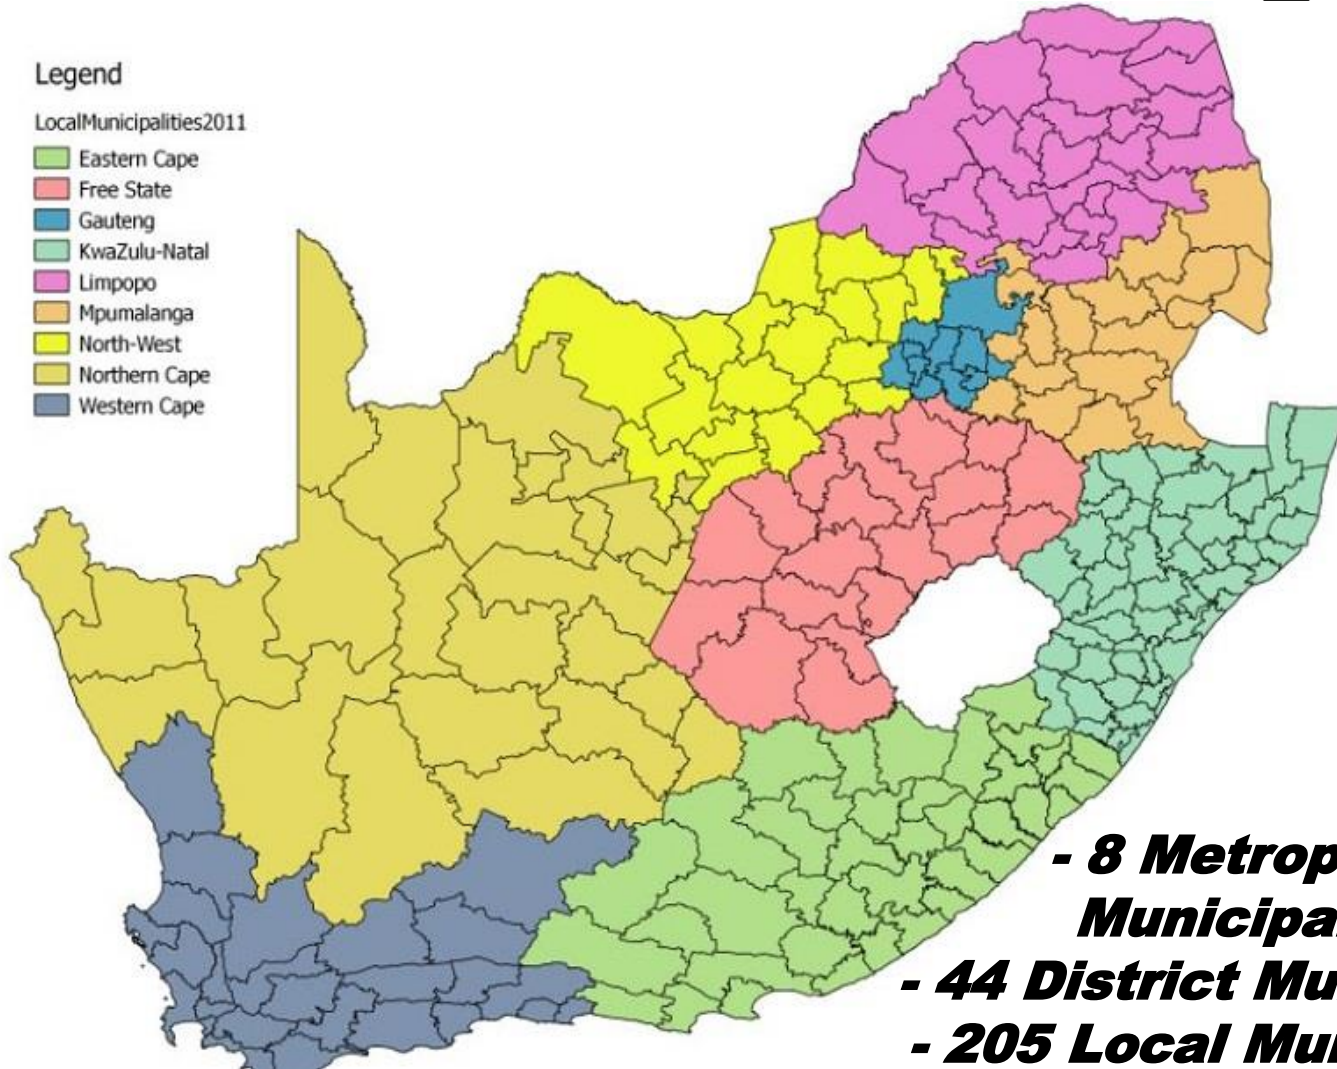 Legend
LocalMunicipalities2011
Eastern Cape
Free State
Gauteng
KwaZulu-Natal
Limpopo
Mpumalanga
North-West
Northern Cape
Western Cape
- 8 Metrop
Municipa
- 44 District Mu
- 205 Local Mu